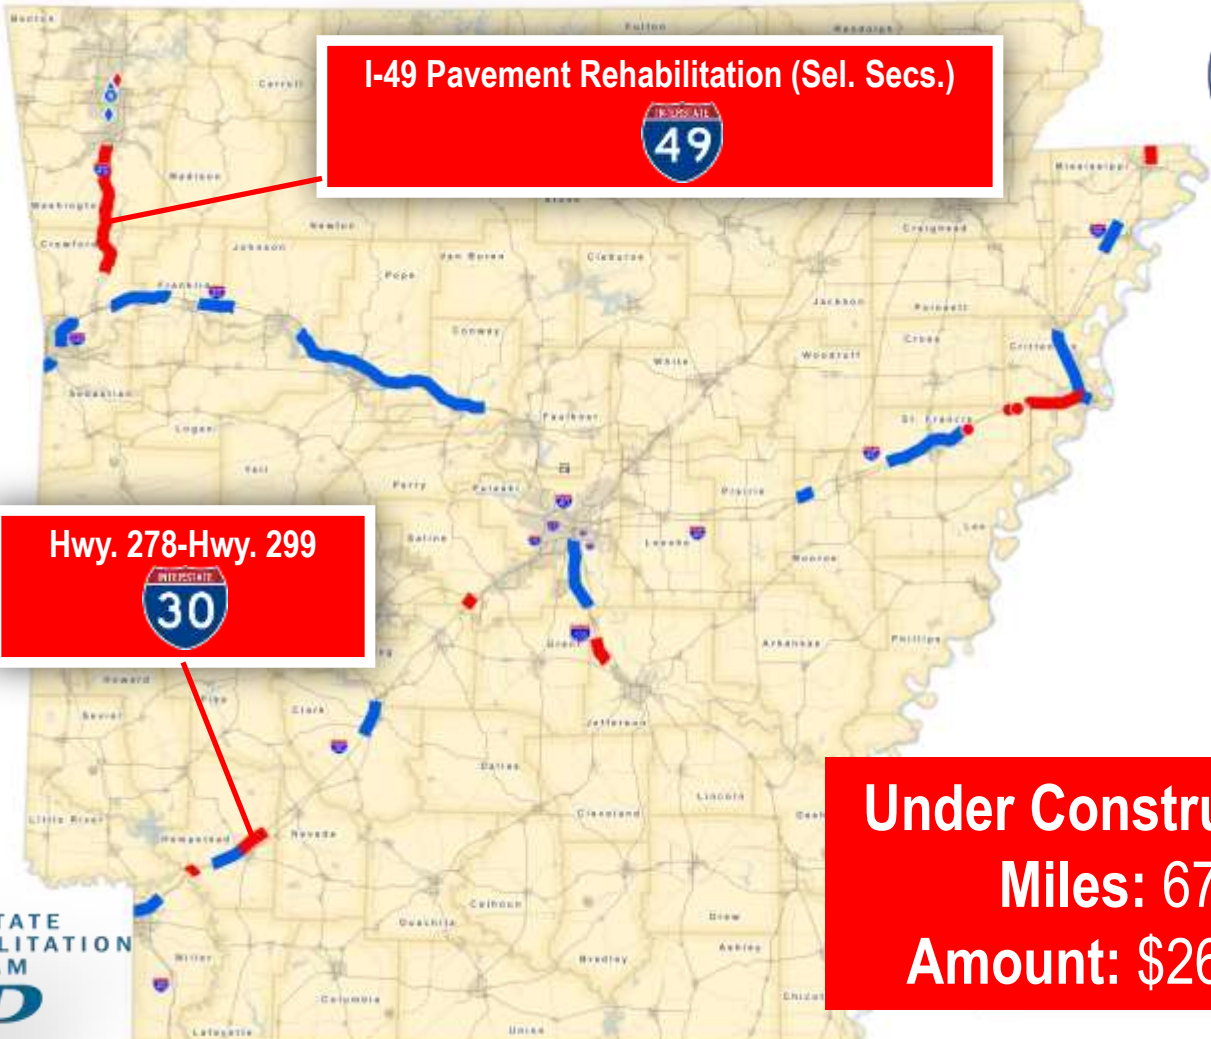 Benton
Fulton
Randolph
I-49 Pavement Rehabilitation (Sel. Secs.)
INTERSTATE
49
Carroll
Madison
Mississippi
Washington
Newton
Stone
Craighead
Crawford
Johnson
Van Buren
Cleburne
Pope
Franklin
Jackson
Poinsett
Conway
Cross
Crittenden
White
Woodruff
Sebastian
Faulkner
St. Francis
Logan
Yell
Perry
Pulaski
Prairie
Lee
Hwy. 278-Hwy. 299
INTERSTATE
30
Saline
Lonoke
Monroe
Grant
Arkansas
Phillips
Howard
Pike
Clark
Sevier
Jefferson
Dallas
Lincoln
Cleveland
Little River
Hempstead
Nevada
Under Constru
Miles: 67
Amount: $26
Calhoun
Ouachita
Drew
TATE
LITATION
M
D
Miller
Bradley
Ashley
Columbia
Chicot
Lafayette
Union